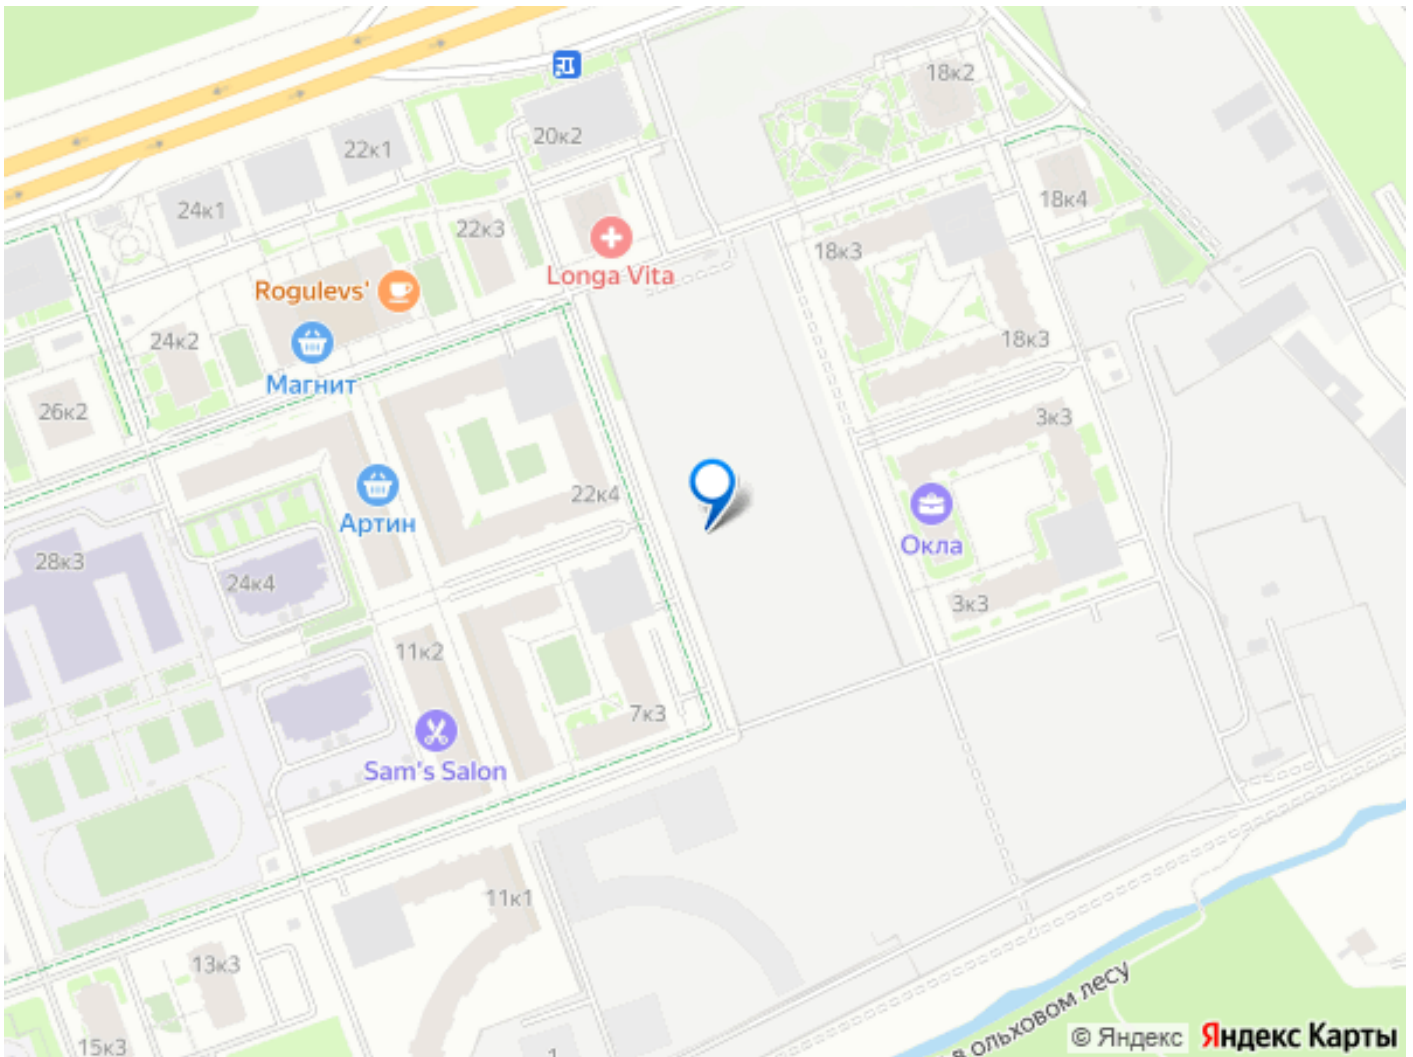 18к2
20к2
22к1
24к1
18к4
22к3
18к3
Longa Vita
Rogulevs'
24к2
18к3
Магнит
26к2
3к3
22к4
Артин
Окла
28к3
24к4
3к3
11к2
7к3
Sam's Salon
11к1
13к3
15к3
1
в ольховом лесу
© Яндекс Яндекс Карты